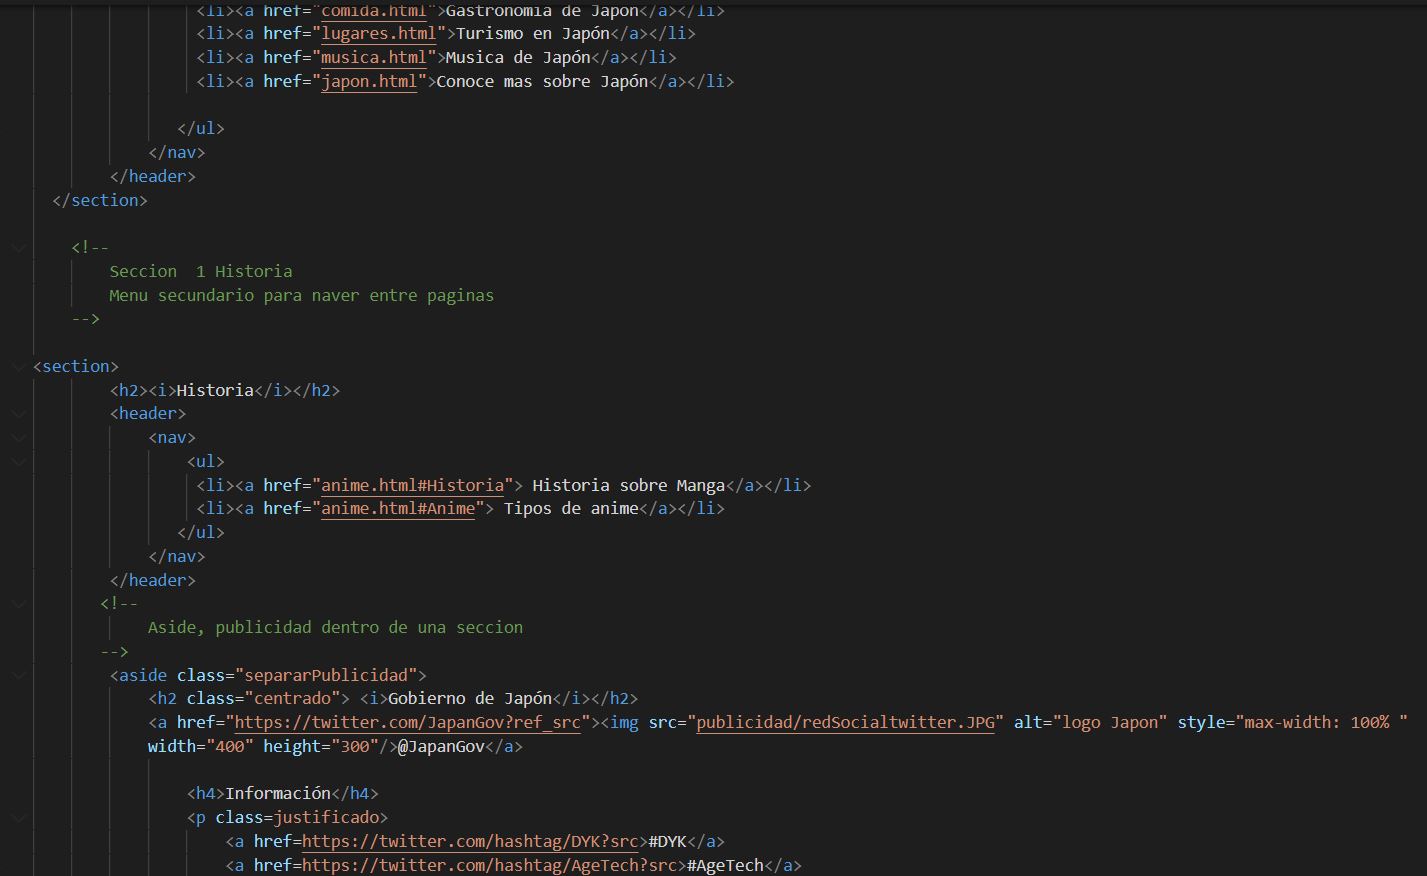 <li><a href="comida.html">Gastronomia de Japón</a></li>
<li><a href="lugares.html">Turismo en Japón</a></li>
<li><a href="musica.html">Musica de Japón</a></li>
<li><a href="japon.html">Conoce mas sobre Japón</a></li>
</ul>
</nav>
</header>
</section>
<!--
Seccion  1 Historia
Menu secundario para naver entre paginas
-->
<section>
<h2><i>Historia</i></h2>
<header>
<nav>
<ul>
<li><a href="anime.html#Historia"> Historia sobre Manga</a></li>
<li><a href="anime.html#Anime"> Tipos de anime</a></li>
</ul>
</nav>
</header>
<!--
Aside, publicidad dentro de una seccion
-->
<aside class="separarPublicidad">
<h2 class="centrado"> <i>Gobierno de Japón</i></h2>
<a href="https://twitter.com/JapanGov?ref_src"><img src="publicidad/redSocialtwitter.JPG" alt="logo Japon" style="max-width: 100% "
width="400" height="300"/>@JapanGov</a>
<h4>Información</h4>
<p class=justificado>
<a href=https://twitter.com/hashtag/DYK?src>#DYK</a>
<a href=https://twitter.com/hashtag/AgeTech?src>#AgeTech</a>